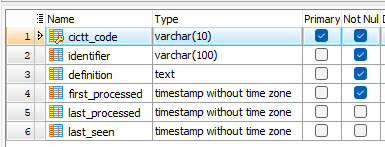 Name Type Primary Not Nul
1 cictt_code varchar(10)
2 identifier varchar(100)
3 definition text
4 first_processed timestamp without time zone
5 last_processed timestamp without time zone
6 last_seen timestamp without time zone